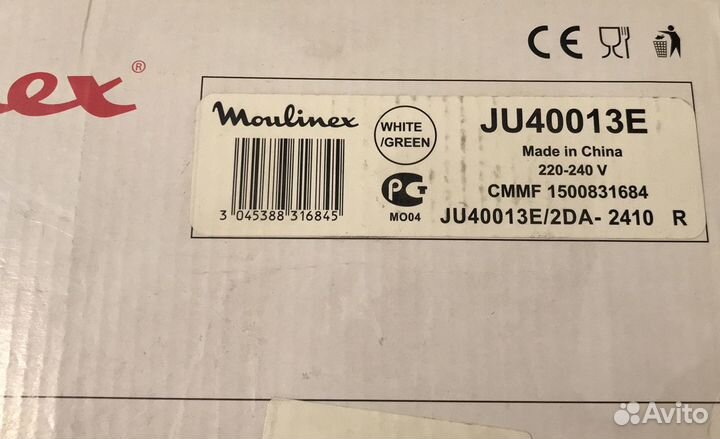 ex®
CE
Moulinex
WHITE
/GREEN
JU40013E
Made in China
220-240 V
CMMF 1500831684
3 045388 316845
PCT
MO04
JU40013E/2DA- 2410 R
Avito